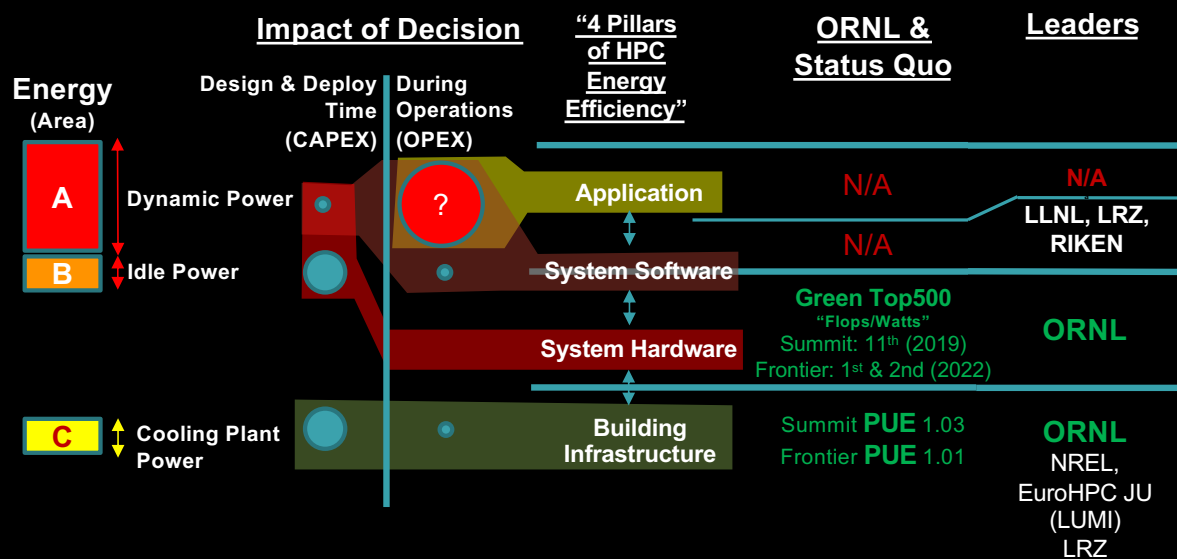 Impact of Decision
"4 Pillars
of HPC
Energy
Efficiency"
ORNL &
Status Quo
Leaders
Energy
(Area)
Design & Deploy
Time
(CAPEX)
During
Operations
(OPEX)
A
Dynamic Power
?
Application
N/A
N/A
LLNL, LRZ,
RIKEN
B
Idle Power
System Software
N/A
System Hardware
Green Top500
"Flops/Watts"
Summit: 11th (2019)
Frontier: 1st & 2nd (2022)
ORNL
C
Cooling Plant
Power
Building
Infrastructure
Summit PUE 1.03
Frontier PUE 1.01
ORNL
NREL,
EuroHPC JU
(LUMI)
LRZ